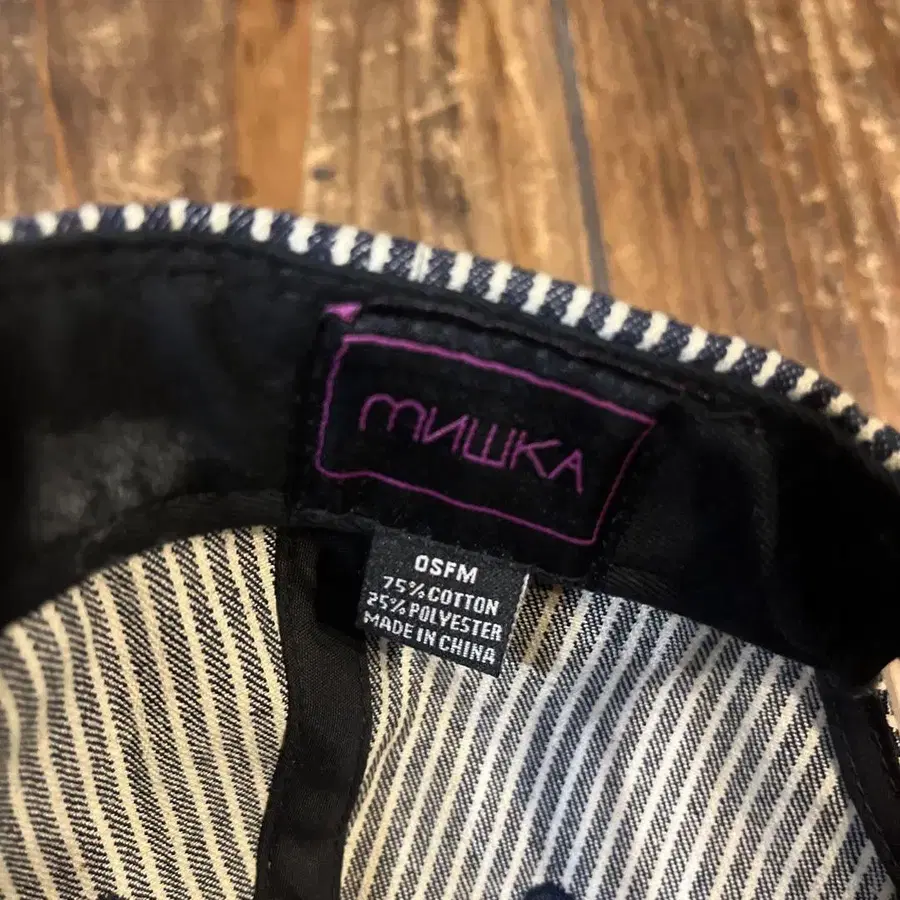 мишка
OSFM
75% COTTON
25% POLYESTER
MADE IN CHINA